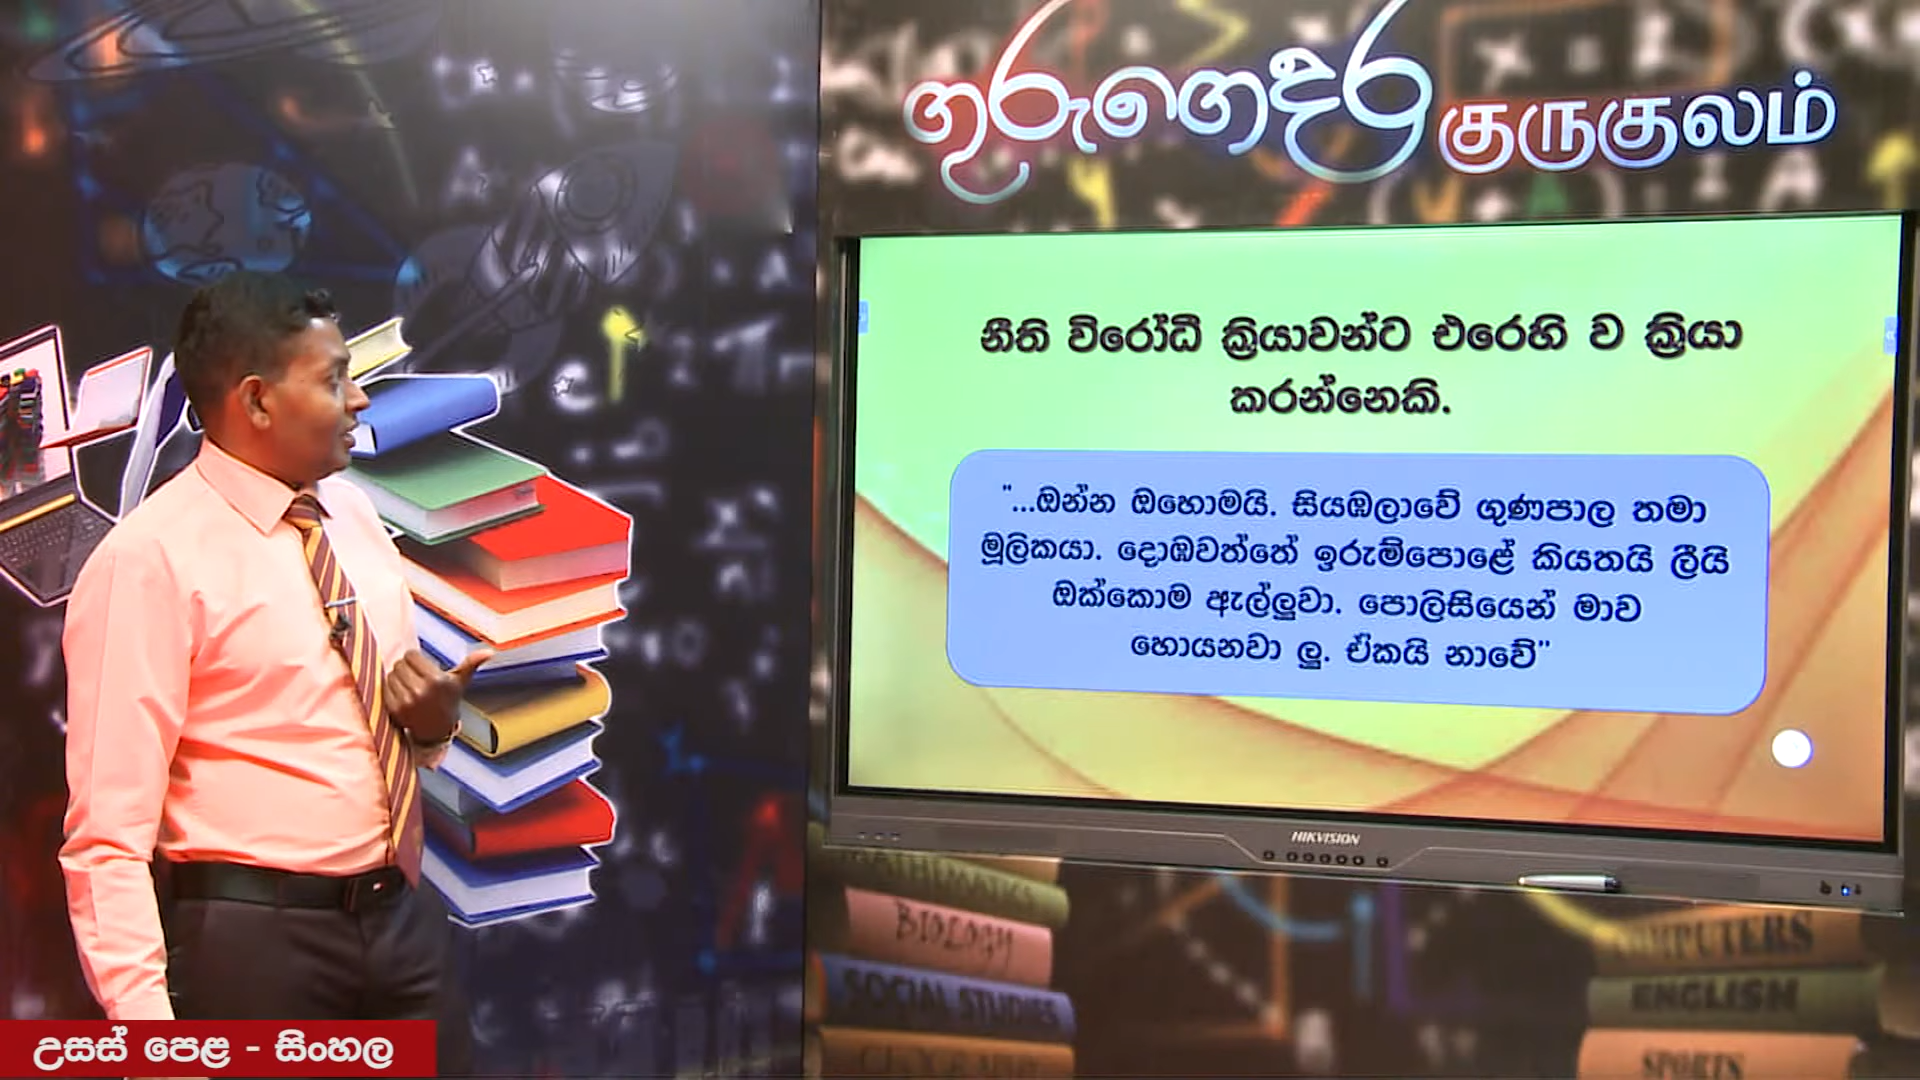 ගුරුගෙදර குருகுலம்
නීති විරෝධී ක්‍රියාවන්ට එරෙහි ව ක්‍රියා
කරන්නෙකි.
"...ඔන්න ඔහොමයි. සියඹලාවේ ගුණපාල තමා
මූලිකයා. දොඹවත්තේ ඉරුම්පොළේ කියතයි ලීයි
ඔක්කොම ඇල්ලුවා. පොලිසියෙන් මාව
හොයනවා ලු. ඒකයි නාවේ"
HIKVISION
MATHEMATICS
BIOLOGY
SOCIAL STUDIES
COMPUTERS
ENGLISH
SPORTS
උසස් පෙළ - සිංහල